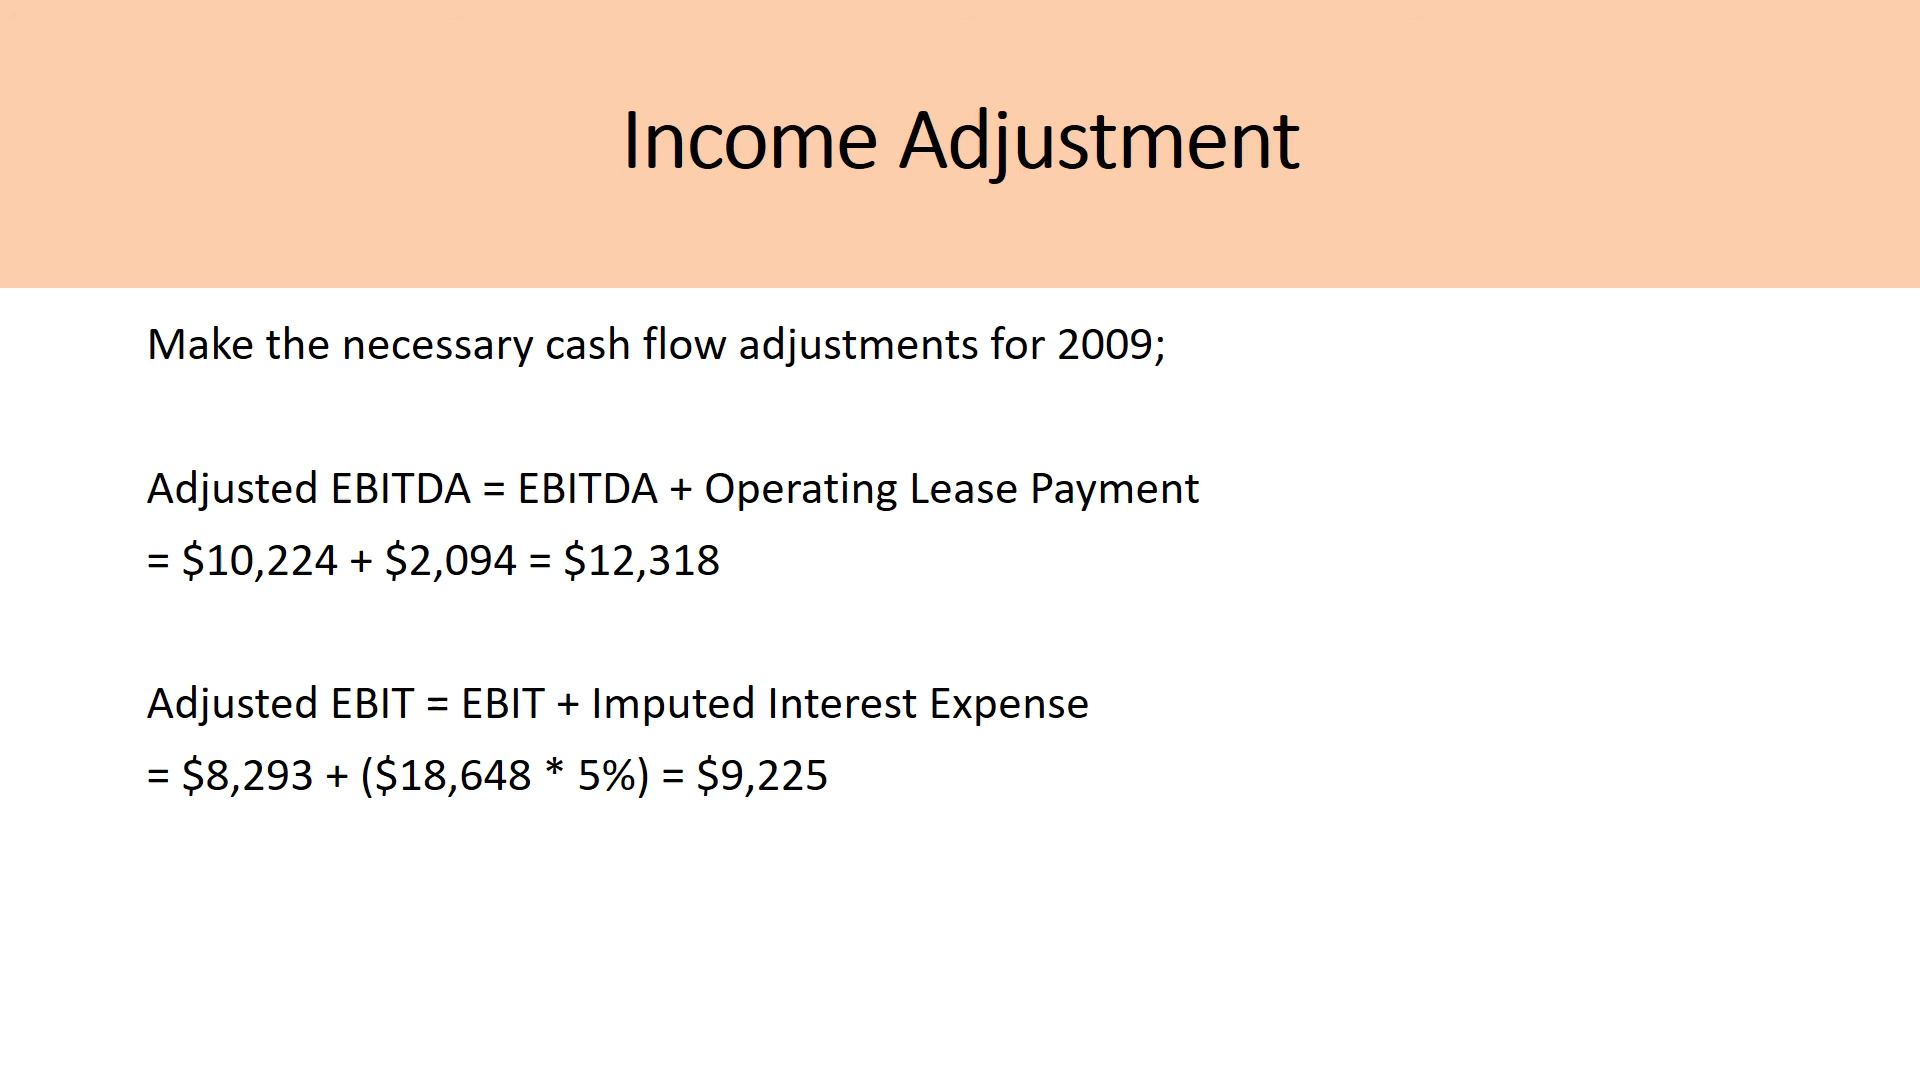 Income Adjustment
Make the necessary cash flow adjustments for 2009;
Adjusted EBITDA = EBITDA + Operating Lease Payment
= $10,224 + $2,094 = $12,318
Adjusted EBIT = EBIT + Imputed Interest Expense
= $8,293 + ($18,648 * 5%) = $9,225